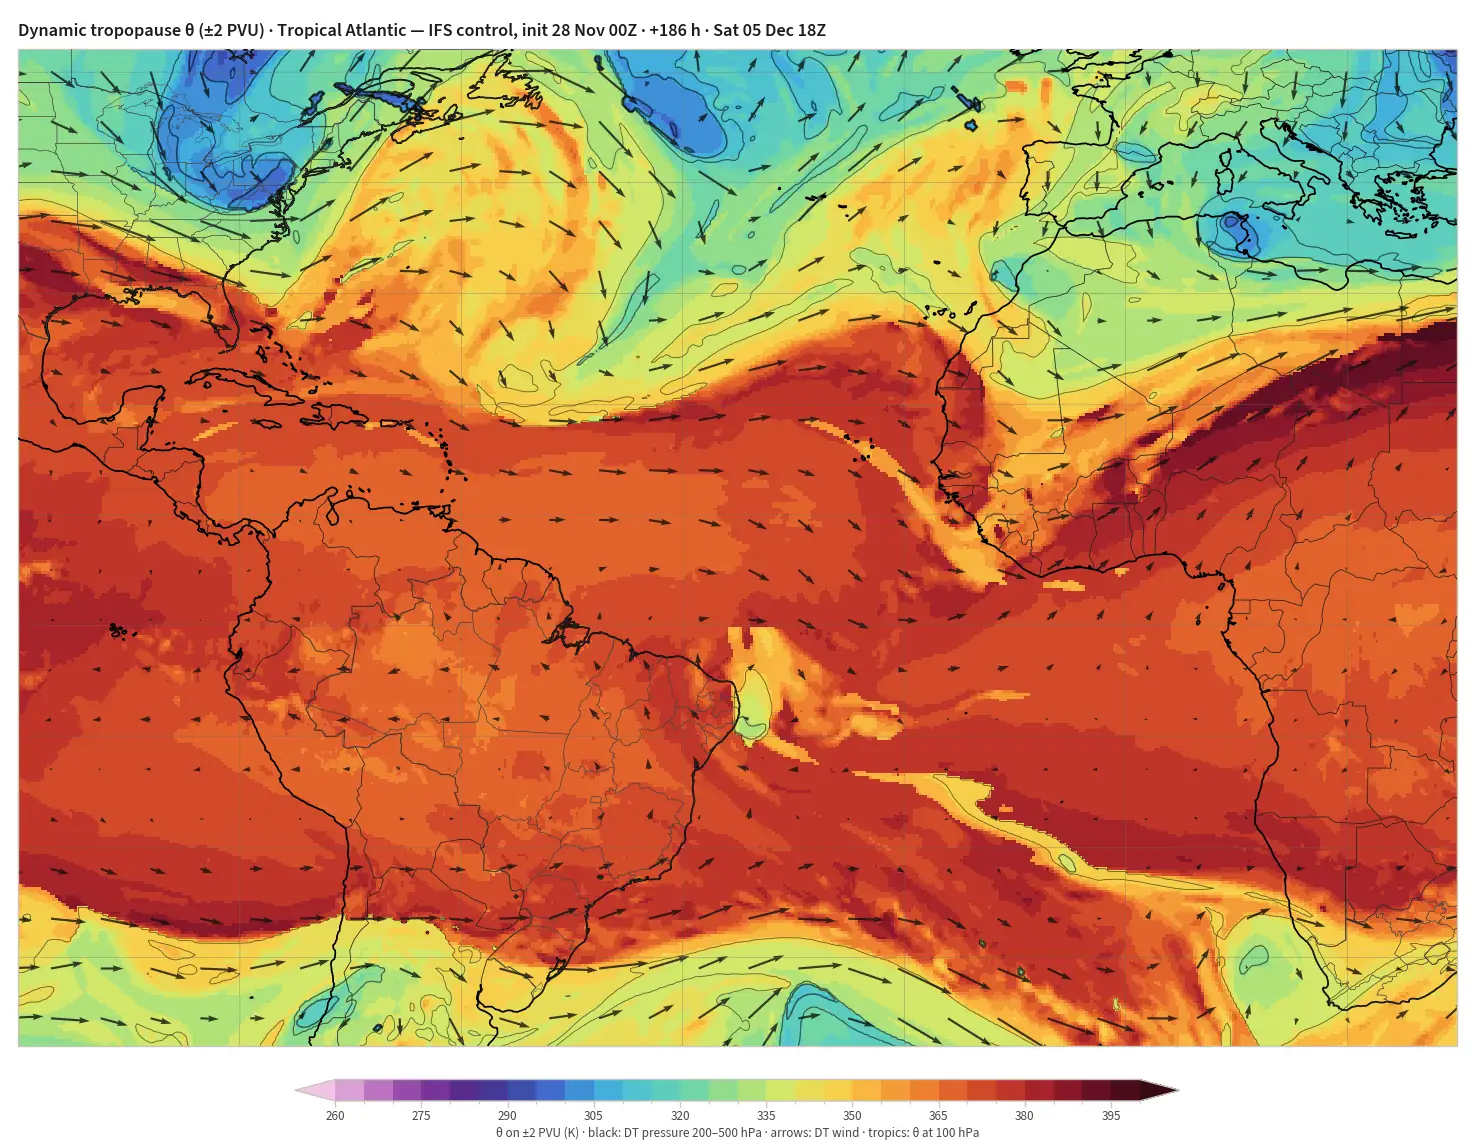 Dynamic tropopause θ (±2 PVU) · Tropical Atlantic — IFS control, init 28 Nov 00Z · +186 h · Sat 05 Dec 18Z
260 275 290 305 320 335 350 365 380 395
θ on ±2 PVU (K) · black: DT pressure 200–500 hPa · arrows: DT wind · tropics: θ at 100 hPa